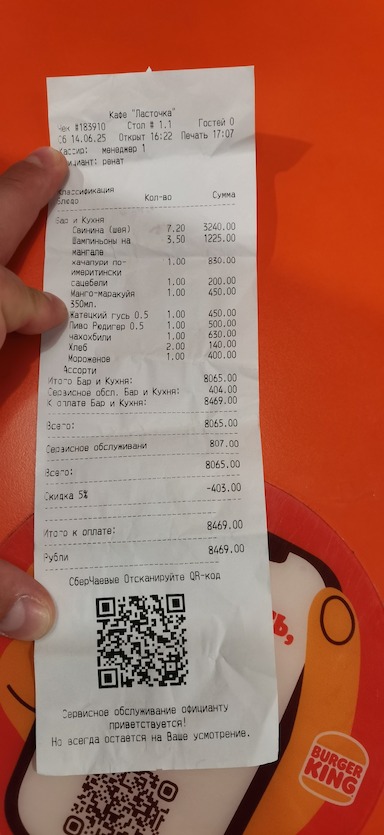 Кафе "Ласточка"
Чек #183910 Стол # 1.1 Гостей 0
Сб 14.06.25 Открыт 16:22 Печать 17:07
Кассир: менеджер 1
Официант: ренат
Классификация
Блюдо Кол-во Сумма
Бар и Кухня
Свинина (шея) 7.20 3240.00
Шампиньоны на 3.50 1225.00
мангале
хачапури по- 1.00 830.00
имеритински
сацебели 1.00 200.00
Манго-маракуйя 1.00 450.00
350мл.
Жатецкий гусь 0.5 1.00 450.00
Пиво Редигер 0.5 1.00 500.00
чахохбили 1.00 630.00
Хлеб 2.00 140.00
Мороженое 1.00 400.00
Ассорти
Итого Бар и Кухня: 8065.00
Сервисное обсл. Бар и Кухня: 404.00
К оплате Бар и Кухня: 8469.00
Всего: 8065.00
Сервисное обслуживани 807.00
Всего: 8065.00
Скидка 5% -403.00
Итого к оплате: 8469.00
Рубли 8469.00
СберЧаевые Отсканируйте QR-код
Сервисное обслуживание официанту
приветствуется!
Но всегда остается на Ваше усмотрение.
BURGER
KING